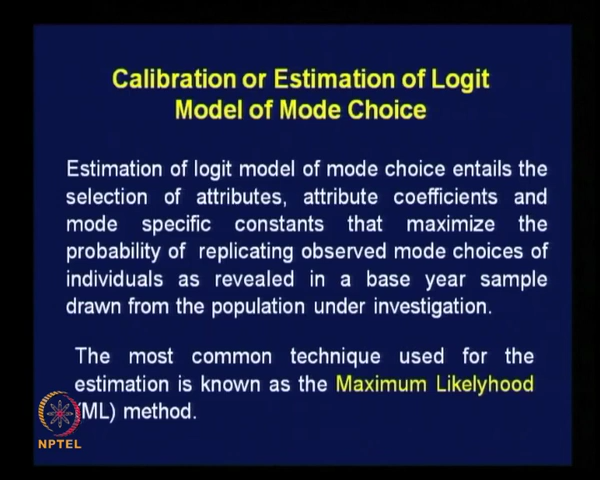 Calibration or Estimation of Logit
Model of Mode Choice
Estimation of logit model of mode choice entails the
selection of attributes, attribute coefficients and
mode specific constants that maximize the
probability of replicating observed mode choices of
individuals as revealed in a base year sample
drawn from the population under investigation.
The most common technique used for the
estimation is known as the Maximum Likelyhood
(ML) method.
NPTEL